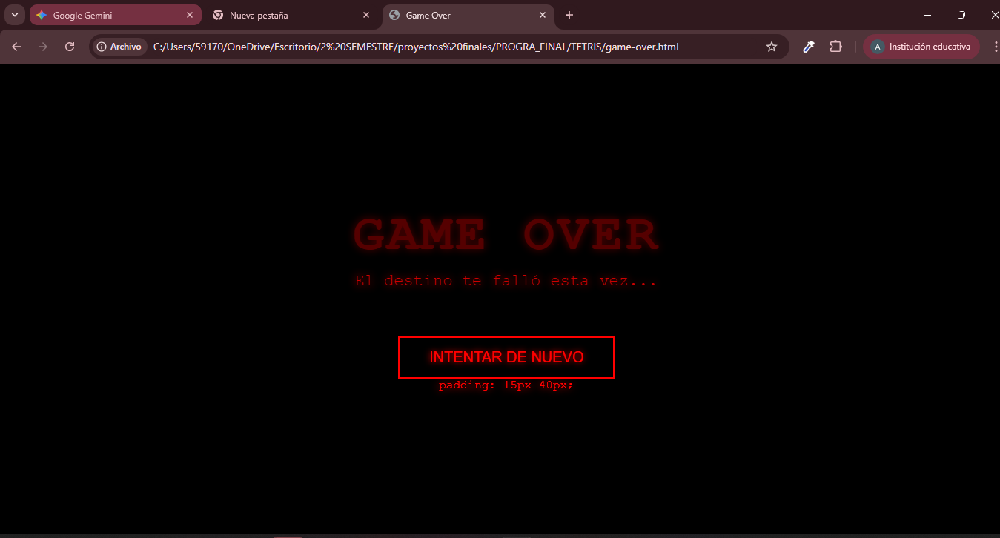 Google Gemini
Nueva pestaña
Game Over
Archivo
C:/Users/59170/OneDrive/Escritorio/2%20SEMESTRE/proyectos%20finales/PROGRA_FINAL/TETRIS/game-over.html
A
Institución educativa
GAME OVER
El destino te falló esta vez...
INTENTAR DE NUEVO
padding: 15px 40px;